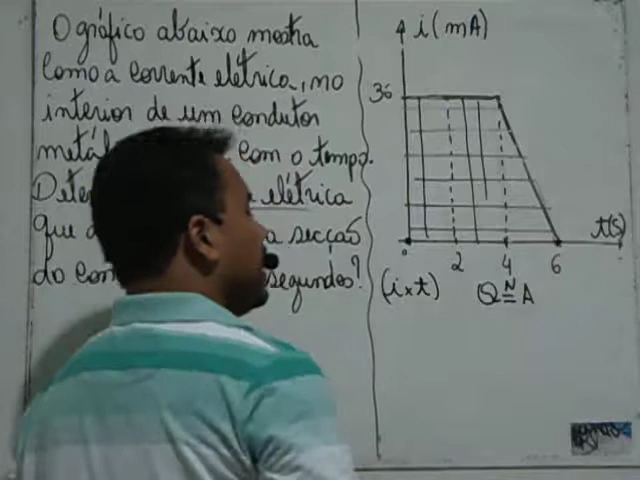 O gráfico abaixo mostra
como a corrente elétrica, no
interior de um condutor
metál com o tempo.
Dete elétrica
que a secção
do con segundos?
i (mA)
36
t(s)
0 2 4 6
(i x t) Q N= A